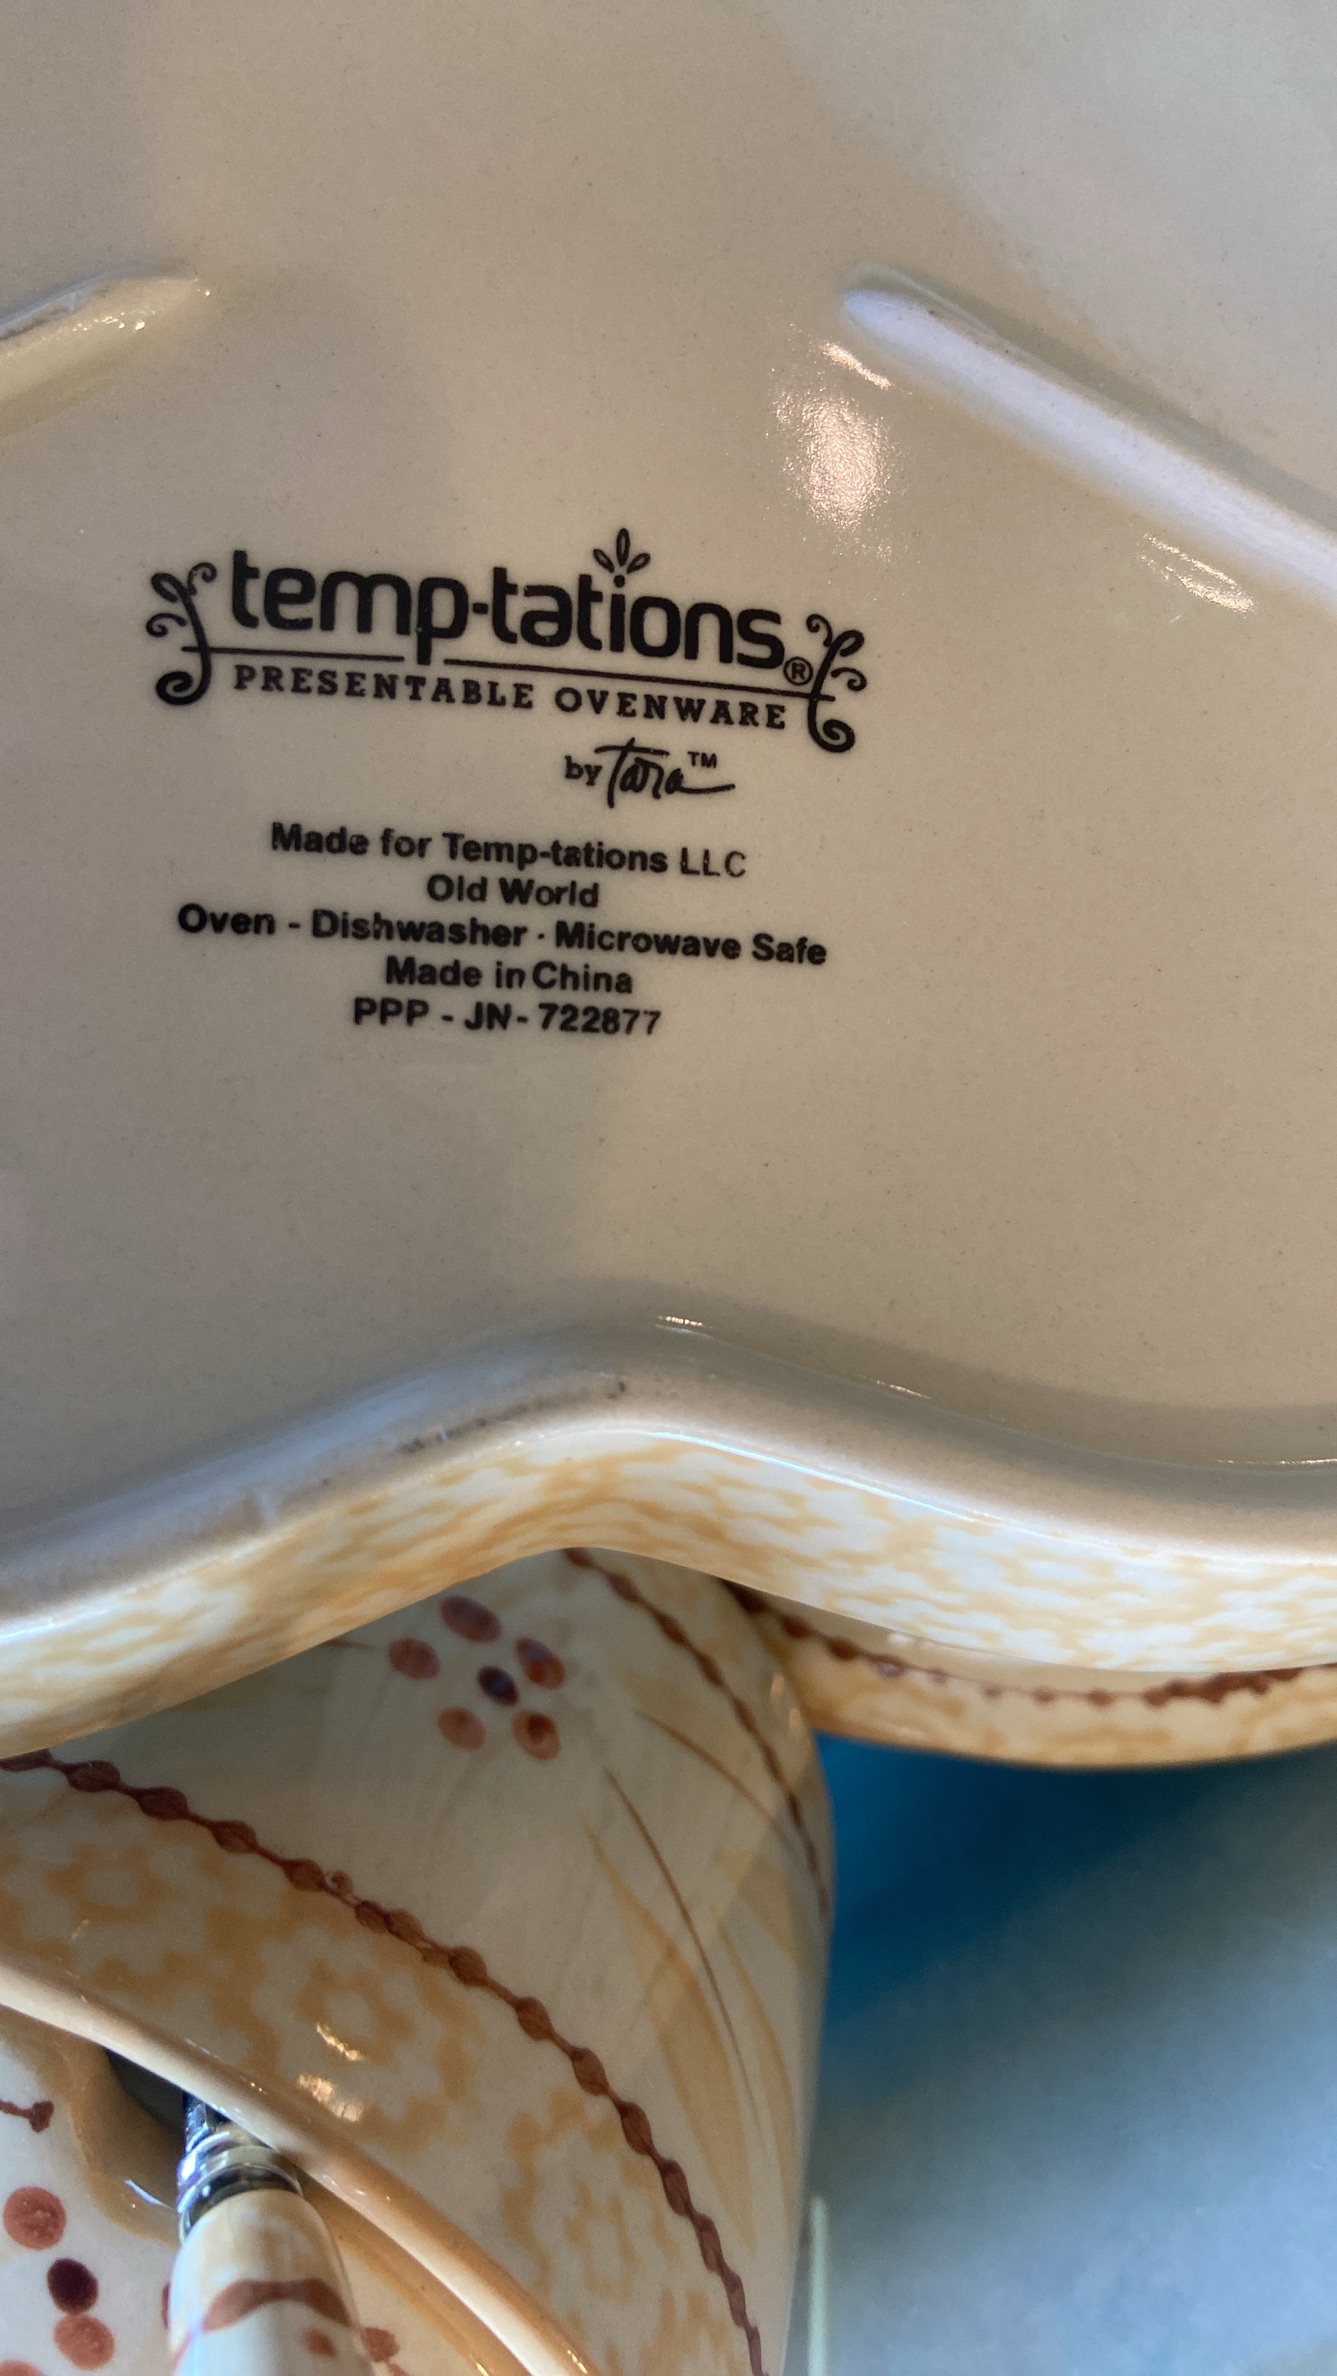 temp-tations®
PRESENTABLE OVENWARE
by Tara™
Made for Temp-tations LLC
Old World
Oven - Dishwasher · Microwave Safe
Made in China
PPP - JN - 722877